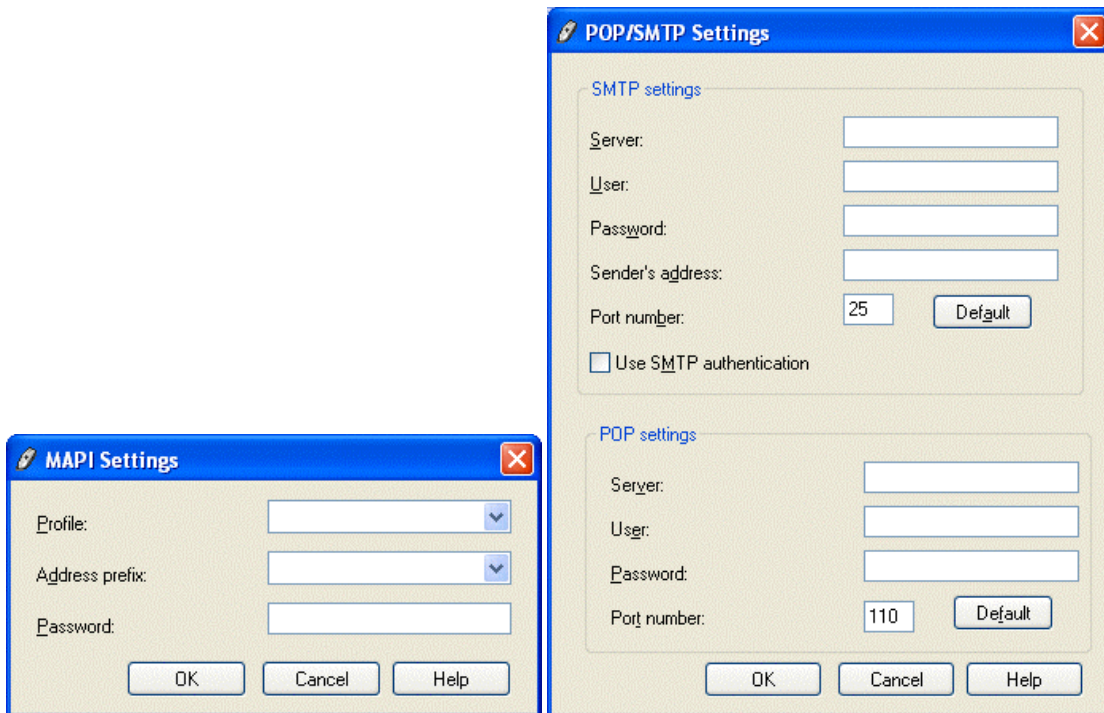 MAPI Settings
Profile:
Address prefix:
Password:
OK Cancel Help
POP/SMTP Settings
SMTP settings
Server:
User:
Password:
Sender's address:
Port number: 25 Default
Use SMTP authentication
POP settings
Server:
User:
Password:
Port number: 110 Default
OK Cancel Help